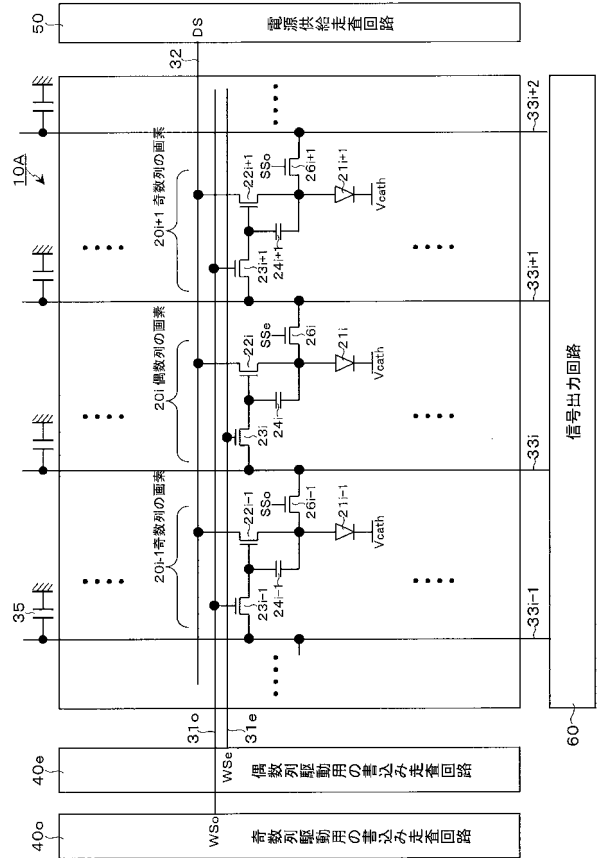 50
電源供給走査回路
DS
32
10A
35
20i-1奇数列の画素
20i 偶数列の画素
20i+1 奇数列の画素
22i-1
22i
22i+1
23i-1
23i
23i+1
24i-1
24i
24i+1
SSo
SSe
SSo
26i-1
26i
26i+1
21i-1
21i
21i+1
Vcath
Vcath
Vcath
33i-1
33i
33i+1
33i+2
31o
31e
WSo
WSe
40o
奇数列駆動用の書込み走査回路
40e
偶数列駆動用の書込み走査回路
60
信号出力回路